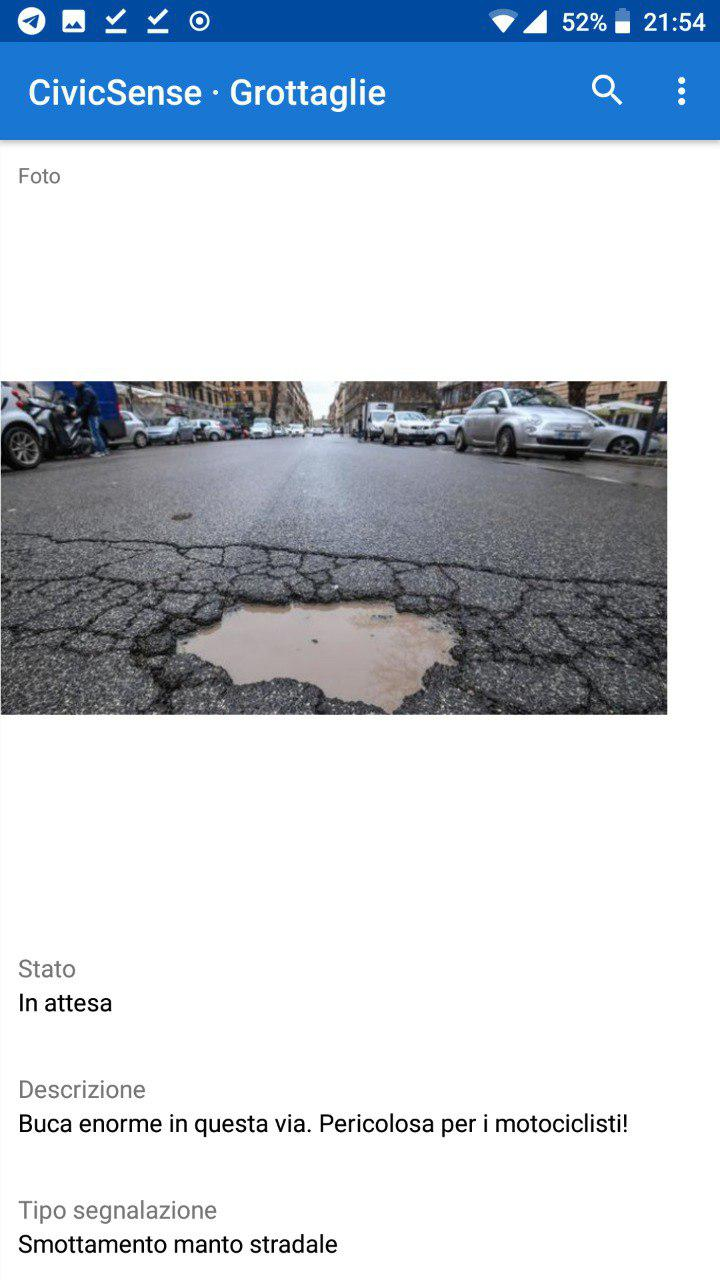 52% 21:54
CivicSense · Grottaglie
Foto
Stato
In attesa
Descrizione
Buca enorme in questa via. Pericolosa per i motociclisti!
Tipo segnalazione
Smottamento manto stradale